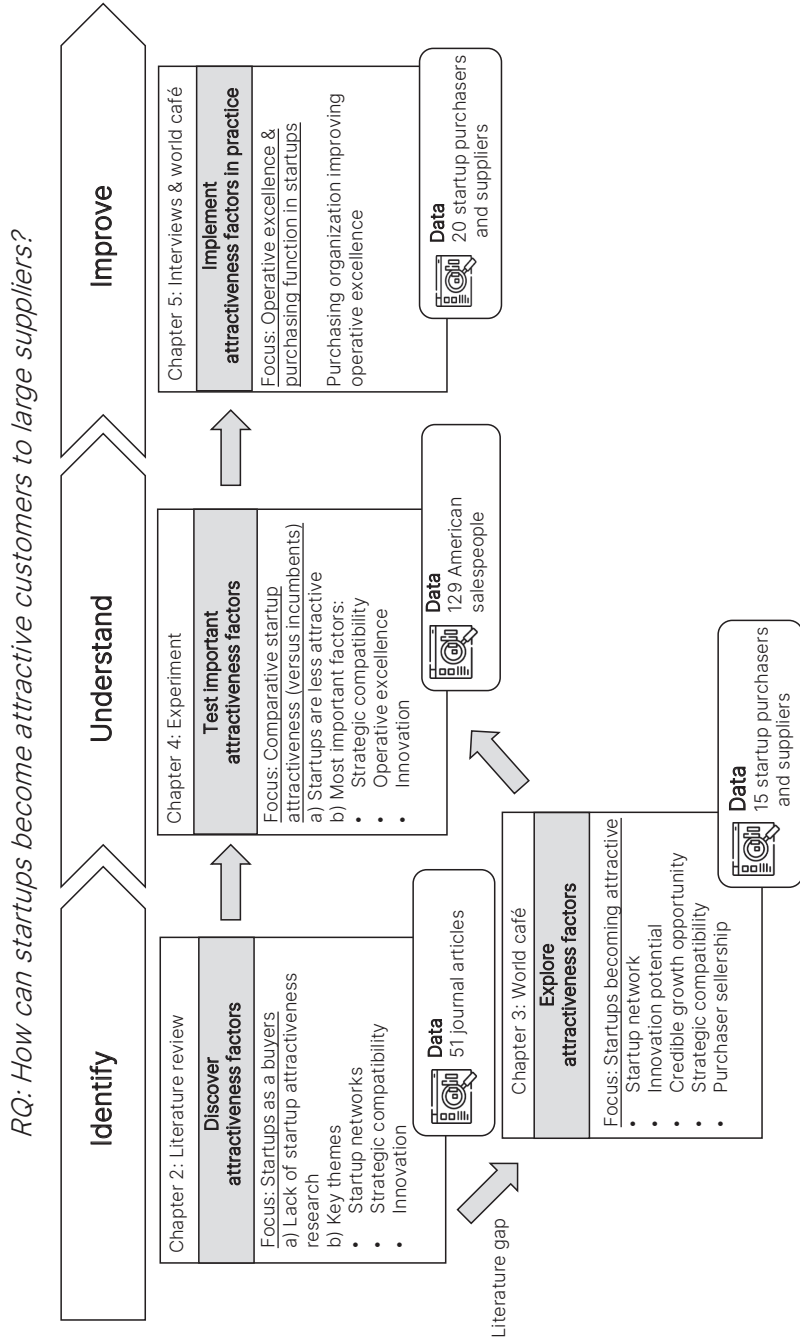 RQ: How can startups become attractive customers to large suppliers?
Identify
Understand
Improve
Chapter 2: Literature review
Discover
attractiveness factors
Focus: Startups as a buyers
a) Lack of startup attractiveness
research
b) Key themes
• Startup networks
• Strategic compatibility
• Innovation
Data
51 journal articles
Literature gap
Chapter 3: World café
Explore
attractiveness factors
Focus: Startups becoming attractive
• Startup network
• Innovation potential
• Credible growth opportunity
• Strategic compatibility
• Purchaser sellership
Data
15 startup purchasers
and suppliers
Chapter 4: Experiment
Test important
attractiveness factors
Focus: Comparative startup
attractiveness (versus incumbents)
a) Startups are less attractive
b) Most important factors:
• Strategic compatibility
• Operative excellence
• Innovation
Data
129 American
salespeople
Chapter 5: Interviews & world café
Implement
attractiveness factors in practice
Focus: Operative excellence &
purchasing function in startups
Purchasing organization improving
operative excellence
Data
20 startup purchasers
and suppliers